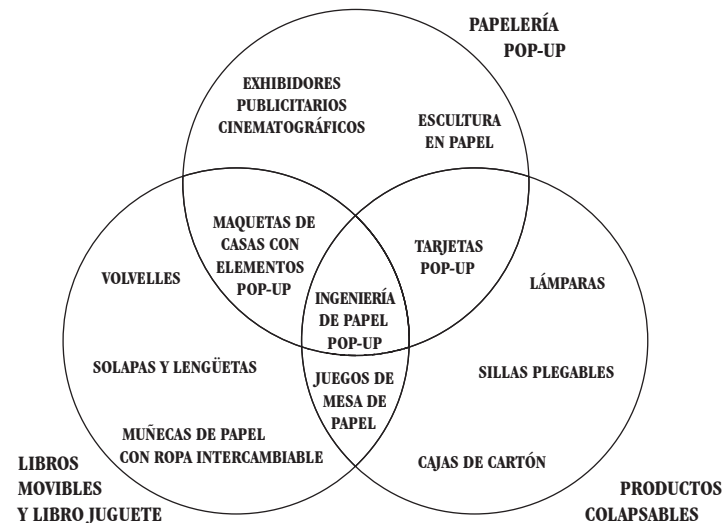 PAPELERÍA
POP-UP
EXHIBIDORES
PUBLICITARIOS
CINEMATOGRÁFICOS
ESCULTURA
EN PAPEL
MAQUETAS DE
CASAS CON
ELEMENTOS
POP-UP
TARJETAS
POP-UP
VOLVELLES
LÁMPARAS
INGENIERÍA
DE PAPEL
POP-UP
SOLAPAS Y LENGÜETAS
JUEGOS DE
MESA DE
PAPEL
SILLAS PLEGABLES
MUÑECAS DE PAPEL
CON ROPA INTERCAMBIABLE
CAJAS DE CARTÓN
LIBROS
MOVIBLES
Y LIBRO JUGUETE
PRODUCTOS
COLAPSABLES